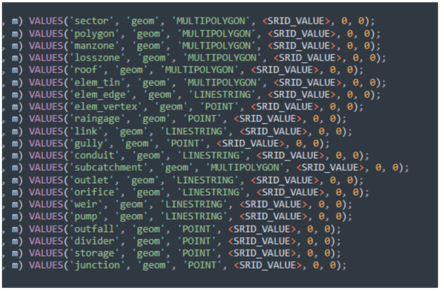 , m) VALUES('sector', 'geom', 'MULTIPOLYGON', <SRID_VALUE>, 0, 0);
, m) VALUES('polygon', 'geom', 'MULTIPOLYGON', <SRID_VALUE>, 0, 0);
, m) VALUES('manzone', 'geom', 'MULTIPOLYGON', <SRID_VALUE>, 0, 0);
, m) VALUES('losszone', 'geom', 'MULTIPOLYGON', <SRID_VALUE>, 0, 0);
, m) VALUES('roof', 'geom', 'MULTIPOLYGON', <SRID_VALUE>, 0, 0);
, m) VALUES('elem_tin', 'geom', 'MULTIPOLYGON', <SRID_VALUE>, 0, 0);
, m) VALUES('elem_edge', 'geom', 'LINESTRING', <SRID_VALUE>, 0, 0);
, m) VALUES('elem_vertex', 'geom', 'POINT', <SRID_VALUE>, 0, 0);
, m) VALUES('raingage', 'geom', 'POINT', <SRID_VALUE>, 0, 0);
, m) VALUES('link', 'geom', 'LINESTRING', <SRID_VALUE>, 0, 0);
, m) VALUES('gully', 'geom', 'POINT', <SRID_VALUE>, 0, 0);
, m) VALUES('conduit', 'geom', 'LINESTRING', <SRID_VALUE>, 0, 0);
, m) VALUES('subcatchment', 'geom', 'MULTIPOLYGON', <SRID_VALUE>, 0, 0);
, m) VALUES('outlet', 'geom', 'LINESTRING', <SRID_VALUE>, 0, 0);
, m) VALUES('orifice', 'geom', 'LINESTRING', <SRID_VALUE>, 0, 0);
, m) VALUES('weir', 'geom', 'LINESTRING', <SRID_VALUE>, 0, 0);
, m) VALUES('pump', 'geom', 'LINESTRING', <SRID_VALUE>, 0, 0);
, m) VALUES('outfall', 'geom', 'POINT', <SRID_VALUE>, 0, 0);
, m) VALUES('divider', 'geom', 'POINT', <SRID_VALUE>, 0, 0);
, m) VALUES('storage', 'geom', 'POINT', <SRID_VALUE>, 0, 0);
, m) VALUES('junction', 'geom', 'POINT', <SRID_VALUE>, 0, 0);